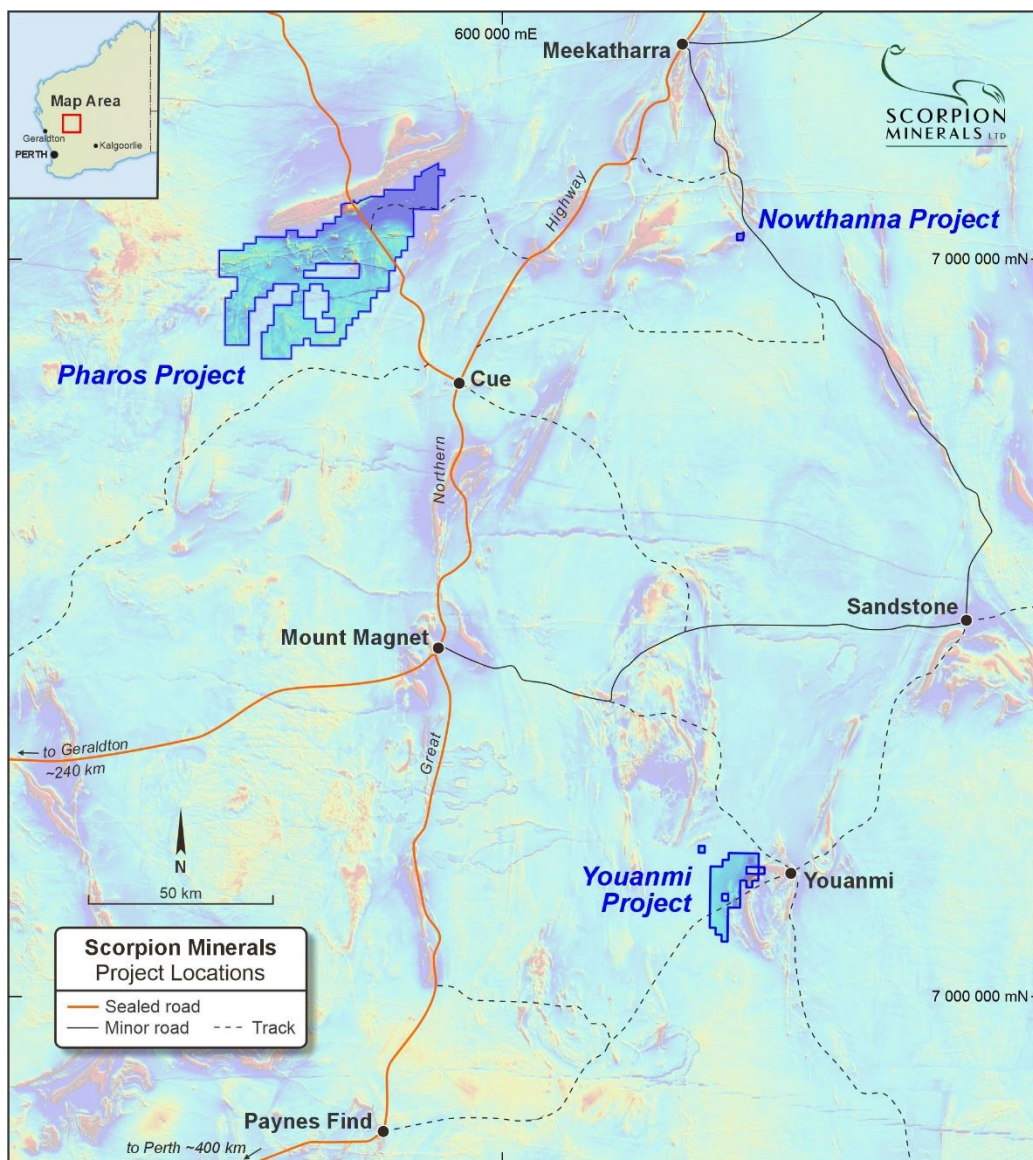 600 000 mE
Meekatharra
SCORPION
MINERALS LTD
Map Area
Geraldton
Kalgoorlie
PERTH
Highway
Nowthanna Project
7 000 000 mN
Pharos Project
Cue
Northern
Sandstone
Mount Magnet
to Geraldton
~240 km
Great
N
50 km
Youanmi
Project
Youanmi
Scorpion Minerals
Project Locations
Sealed road
Minor road
Track
7 000 000 mN
Paynes Find
to Perth ~400 km